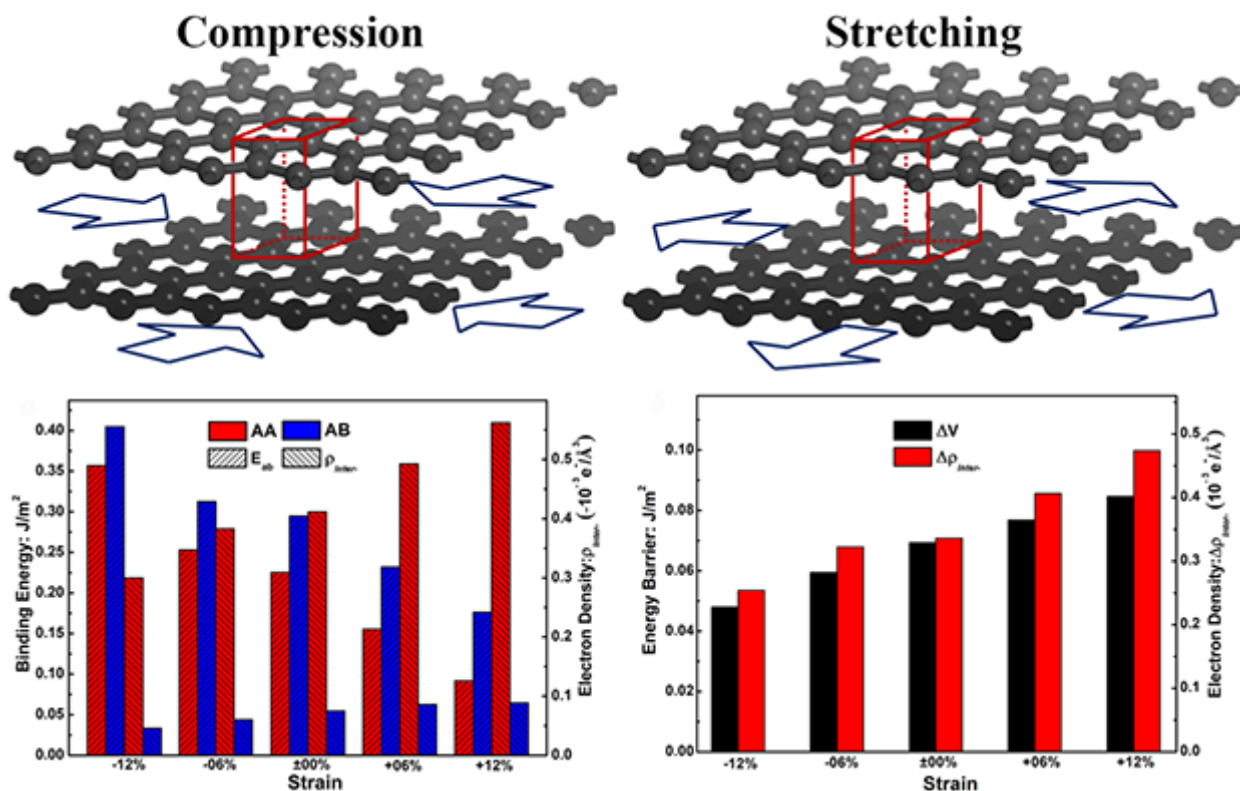 Compression
Stretching
AA AB
E_ab ρ_Inter.
Binding Energy: J/m²
0.40
0.35
0.30
0.25
0.20
0.15
0.10
0.05
0.00
-12% -06% ±00% +06% +12%
Strain
0.5
0.4
0.3
0.2
0.1
0.0
Electron Density:ρ_Inter. (-10⁻³e⁻/Å³)
ΔV
Δρ_Inter.
Energy Barrier: J/m²
0.10
0.08
0.06
0.04
0.02
0.00
-12% -06% ±00% +06% +12%
Strain
0.5
0.4
0.3
0.2
0.1
0.0
Electron Density:Δρ_Inter. (10⁻³e⁻/Å³)